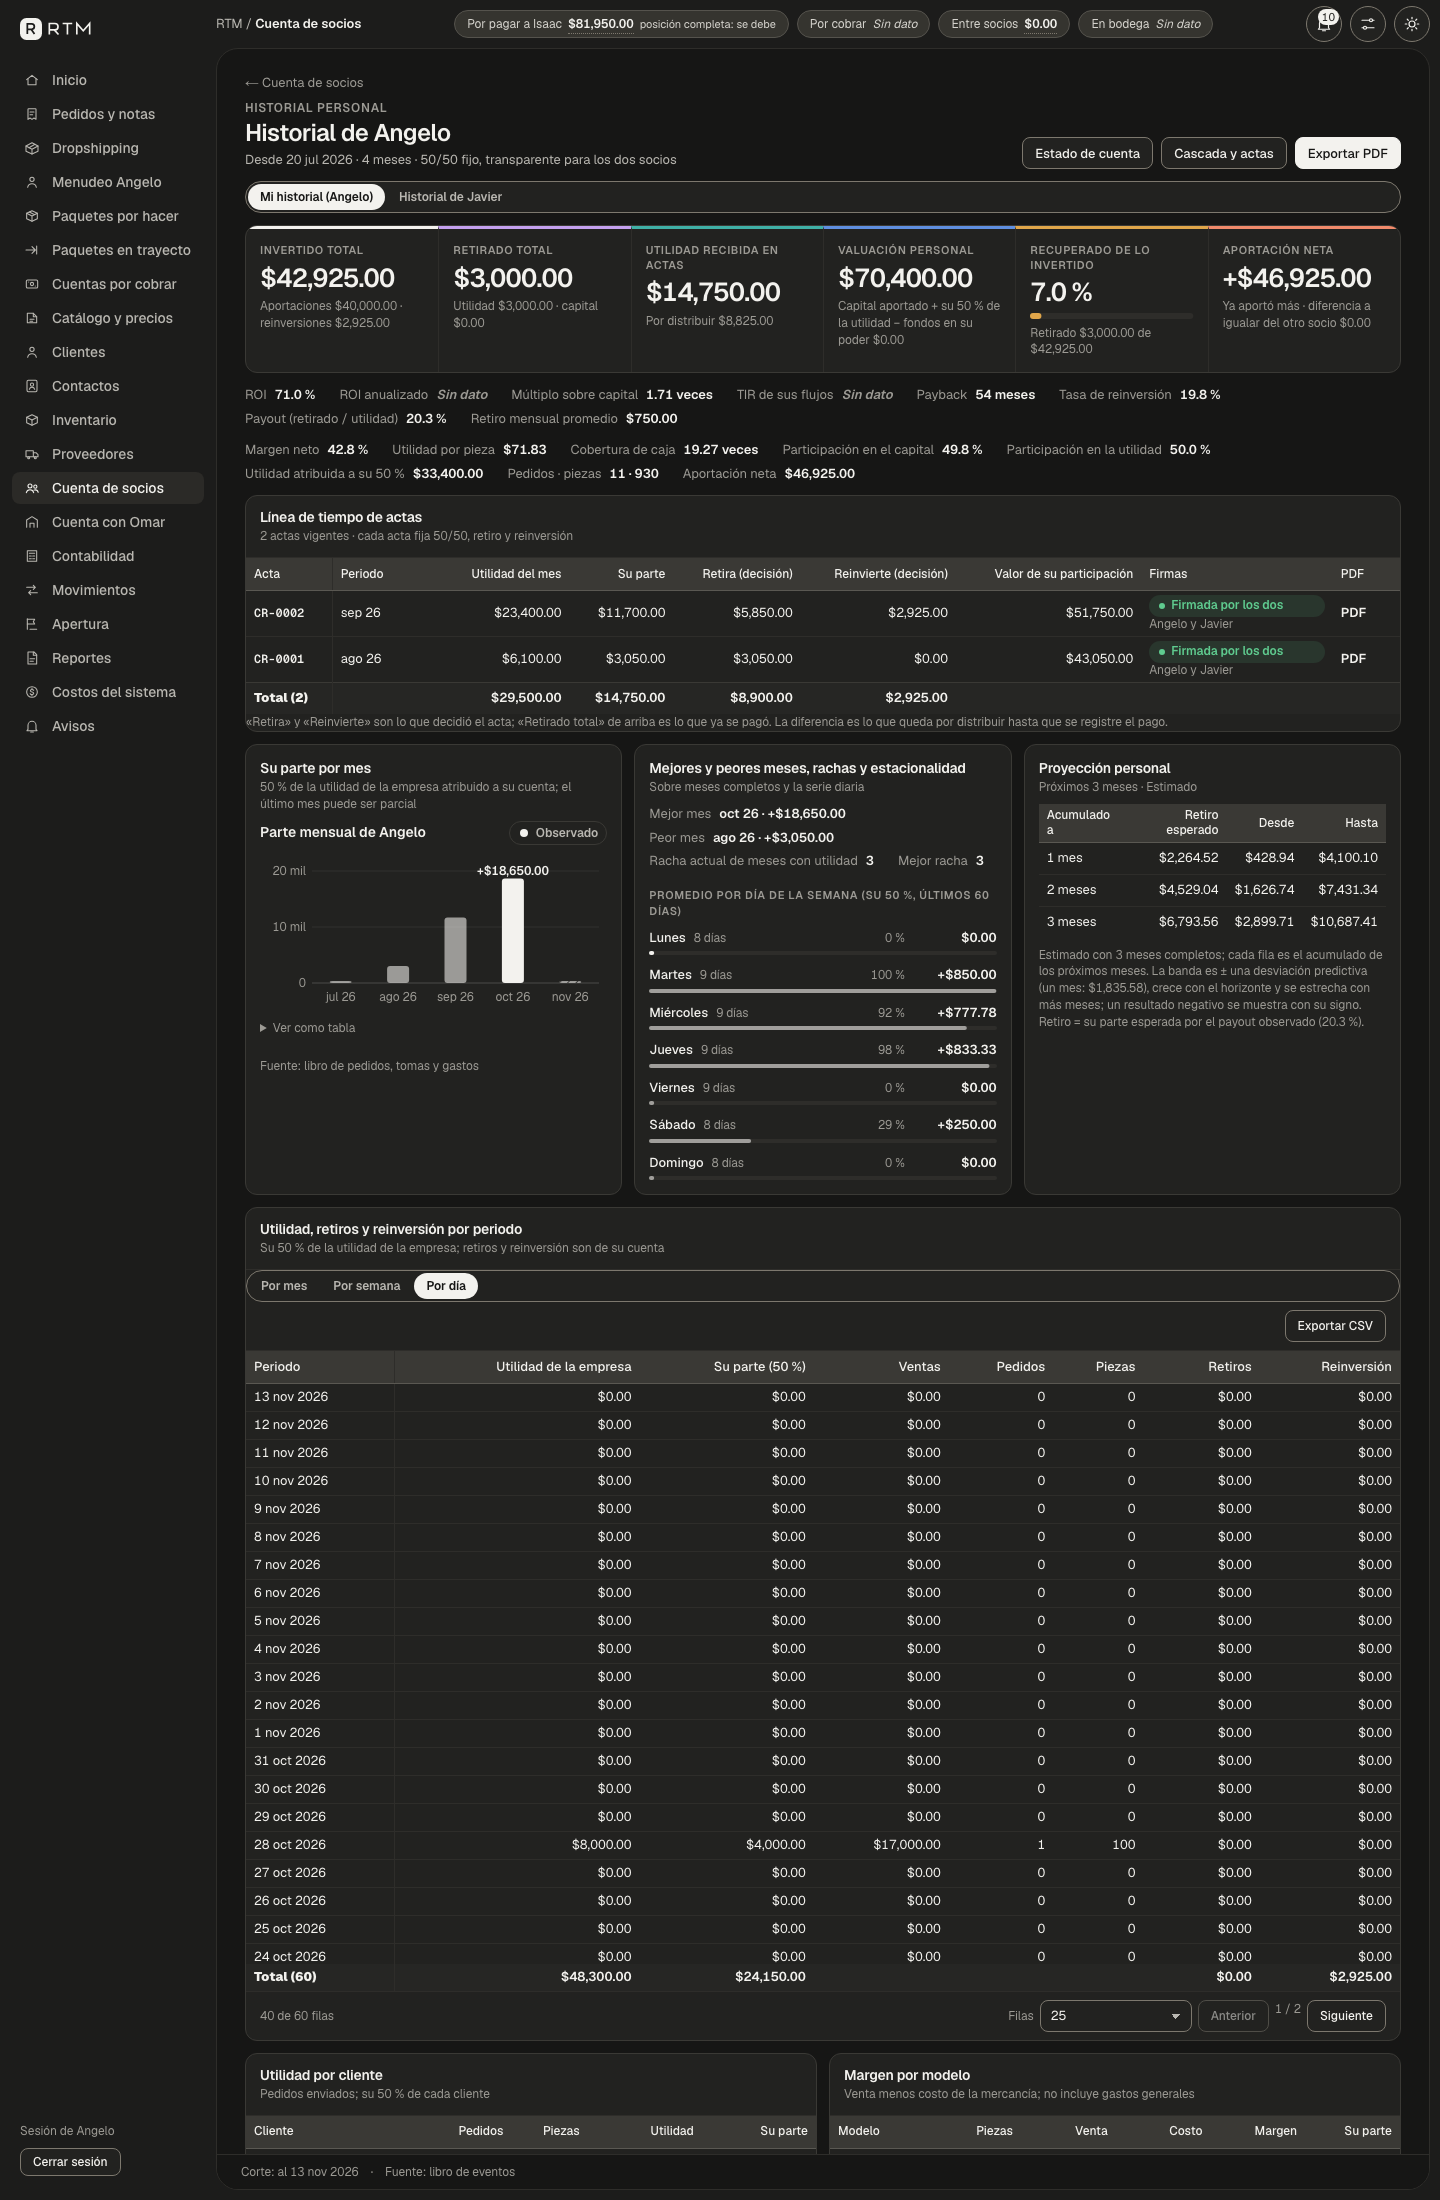 R RTM
RTM / Cuenta de socios
Por pagar a Isaac $81,950.00 posición completa: se debe
Por cobrar Sin dato
Entre socios $0.00
En bodega Sin dato
10
Inicio
Pedidos y notas
Dropshipping
Menudeo Angelo
Paquetes por hacer
Paquetes en trayecto
Cuentas por cobrar
Catálogo y precios
Clientes
Contactos
Inventario
Proveedores
Cuenta de socios
Cuenta con Omar
Contabilidad
Movimientos
Apertura
Reportes
Costos del sistema
Avisos
Sesión de Angelo
Cerrar sesión
← Cuenta de socios
HISTORIAL PERSONAL
Historial de Angelo
Desde 20 jul 2026 · 4 meses · 50/50 fijo, transparente para los dos socios
Estado de cuenta
Cascada y actas
Exportar PDF
Mi historial (Angelo) Historial de Javier
INVERTIDO TOTAL
$42,925.00
Aportaciones $40,000.00 ·
reinversiones $2,925.00
RETIRADO TOTAL
$3,000.00
Utilidad $3,000.00 · capital
$0.00
UTILIDAD RECIBIDA EN
ACTAS
$14,750.00
Por distribuir $8,825.00
VALUACIÓN PERSONAL
$70,400.00
Capital aportado + su 50 % de
la utilidad – fondos en su
poder $0.00
RECUPERADO DE LO
INVERTIDO
7.0 %
Retirado $3,000.00 de
$42,925.00
APORTACIÓN NETA
+$46,925.00
Ya aportó más · diferencia a
igualar del otro socio $0.00
ROI 71.0 % ROI anualizado Sin dato Múltiplo sobre capital 1.71 veces TIR de sus flujos Sin dato Payback 54 meses Tasa de reinversión 19.8 %
Payout (retirado / utilidad) 20.3 % Retiro mensual promedio $750.00
Margen neto 42.8 % Utilidad por pieza $71.83 Cobertura de caja 19.27 veces Participación en el capital 49.8 % Participación en la utilidad 50.0 %
Utilidad atribuida a su 50 % $33,400.00 Pedidos · piezas 11 · 930 Aportación neta $46,925.00
Línea de tiempo de actas
2 actas vigentes · cada acta fija 50/50, retiro y reinversión
Acta Periodo Utilidad del mes Su parte Retira (decisión) Reinvierte (decisión) Valor de su participación Firmas PDF
CR-0002 sep 26 $23,400.00 $11,700.00 $5,850.00 $2,925.00 $51,750.00 Firmada por los dos PDF
Angelo y Javier
CR-0001 ago 26 $6,100.00 $3,050.00 $3,050.00 $0.00 $43,050.00 Firmada por los dos PDF
Angelo y Javier
Total (2) $29,500.00 $14,750.00 $8,900.00 $2,925.00
«Retira» y «Reinvierte» son lo que decidió el acta; «Retirado total» de arriba es lo que ya se pagó. La diferencia es lo que queda por distribuir hasta que se registre el pago.
Su parte por mes
50 % de la utilidad de la empresa atribuido a su cuenta; el
último mes puede ser parcial
Parte mensual de Angelo Observado
20 mil
10 mil
0
+$18,650.00
jul 26 ago 26 sep 26 oct 26 nov 26
Ver como tabla
Fuente: libro de pedidos, tomas y gastos
Mejores y peores meses, rachas y estacionalidad
Sobre meses completos y la serie diaria
Mejor mes oct 26 · +$18,650.00
Peor mes ago 26 · +$3,050.00
Racha actual de meses con utilidad 3 Mejor racha 3
PROMEDIO POR DÍA DE LA SEMANA (SU 50 %, ÚLTIMOS 60
DÍAS)
Lunes 8 días 0 % $0.00
Martes 9 días 100 % +$850.00
Miércoles 9 días 92 % +$777.78
Jueves 9 días 98 % +$833.33
Viernes 9 días 0 % $0.00
Sábado 8 días 29 % +$250.00
Domingo 8 días 0 % $0.00
Proyección personal
Próximos 3 meses · Estimado
Acumulado
a
Retiro
esperado
Desde Hasta
1 mes $2,264.52 $428.94 $4,100.10
2 meses $4,529.04 $1,626.74 $7,431.34
3 meses $6,793.56 $2,899.71 $10,687.41
Estimado con 3 meses completos; cada fila es el acumulado de
los próximos meses. La banda es ± una desviación predictiva
(un mes: $1,835.58), crece con el horizonte y se estrecha con
más meses; un resultado negativo se muestra con su signo.
Retiro = su parte esperada por el payout observado (20.3 %).
Utilidad, retiros y reinversión por periodo
Su 50 % de la utilidad de la empresa; retiros y reinversión son de su cuenta
Por mes Por semana Por día
Exportar CSV
Periodo Utilidad de la empresa Su parte (50 %) Ventas Pedidos Piezas Retiros Reinversión
13 nov 2026 $0.00 $0.00 $0.00 0 0 $0.00 $0.00
12 nov 2026 $0.00 $0.00 $0.00 0 0 $0.00 $0.00
11 nov 2026 $0.00 $0.00 $0.00 0 0 $0.00 $0.00
10 nov 2026 $0.00 $0.00 $0.00 0 0 $0.00 $0.00
9 nov 2026 $0.00 $0.00 $0.00 0 0 $0.00 $0.00
8 nov 2026 $0.00 $0.00 $0.00 0 0 $0.00 $0.00
7 nov 2026 $0.00 $0.00 $0.00 0 0 $0.00 $0.00
6 nov 2026 $0.00 $0.00 $0.00 0 0 $0.00 $0.00
5 nov 2026 $0.00 $0.00 $0.00 0 0 $0.00 $0.00
4 nov 2026 $0.00 $0.00 $0.00 0 0 $0.00 $0.00
3 nov 2026 $0.00 $0.00 $0.00 0 0 $0.00 $0.00
2 nov 2026 $0.00 $0.00 $0.00 0 0 $0.00 $0.00
1 nov 2026 $0.00 $0.00 $0.00 0 0 $0.00 $0.00
31 oct 2026 $0.00 $0.00 $0.00 0 0 $0.00 $0.00
30 oct 2026 $0.00 $0.00 $0.00 0 0 $0.00 $0.00
29 oct 2026 $0.00 $0.00 $0.00 0 0 $0.00 $0.00
28 oct 2026 $8,000.00 $4,000.00 $17,000.00 1 100 $0.00 $0.00
27 oct 2026 $0.00 $0.00 $0.00 0 0 $0.00 $0.00
26 oct 2026 $0.00 $0.00 $0.00 0 0 $0.00 $0.00
25 oct 2026 $0.00 $0.00 $0.00 0 0 $0.00 $0.00
24 oct 2026 $0.00 $0.00 $0.00 0 0 $0.00 $0.00
Total (60) $48,300.00 $24,150.00 $0.00 $2,925.00
40 de 60 filas Filas 25 Anterior 1 / 2 Siguiente
Utilidad por cliente
Pedidos enviados; su 50 % de cada cliente
Cliente Pedidos Piezas Utilidad Su parte
Margen por modelo
Venta menos costo de la mercancía; no incluye gastos generales
Modelo Piezas Venta Costo Margen Su parte
Corte: al 13 nov 2026 · Fuente: libro de eventos